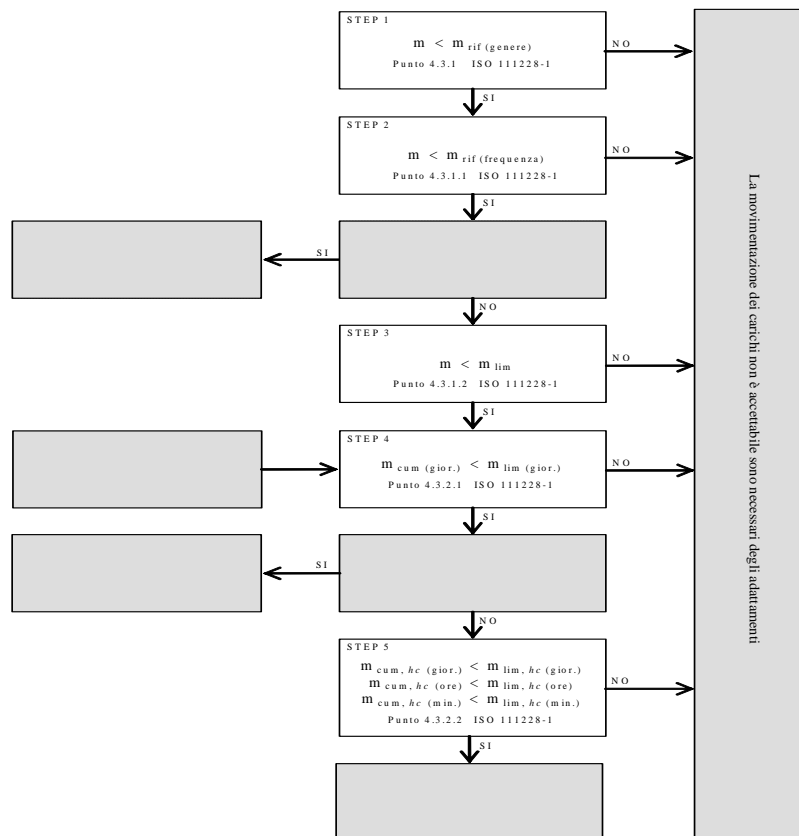 STEP 1
m < m rif (genere)
Punto 4.3.1 ISO 111228-1
NO
SI
STEP 2
m < m rif(frequenza)
Punto 4.3.1.1 ISO 111228-1
NO
SI
SI
NO
STEP 3
m < m lim
Punto 4.3.1.2 ISO 111228-1
NO
SI
STEP 4
m cum (gior.) < m lim (gior.)
Punto 4.3.2.1 ISO 111228-1
NO
SI
SI
NO
STEP 5
m cum, hc (gior.) < m lim, hc (gior.)
m cum, hc (ore) < m lim, hc (ore)
m cum, hc (min.) < m lim, hc (min.)
Punto 4.3.2.2 ISO 111228-1
NO
SI
La movimentazione dei carichi non è accettabile sono necessari degli adattamenti